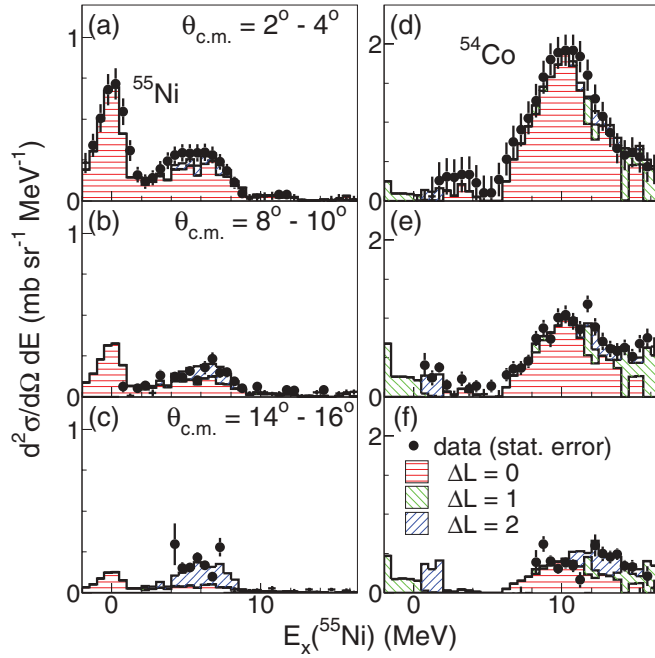 (a) θc.m. = 2° - 4°
55Ni
(d)
54Co
(b) θc.m. = 8° - 10°
(e)
(c) θc.m. = 14° - 16°
(f)
data (stat. error)
ΔL = 0
ΔL = 1
ΔL = 2
1
0
1
0
1
0
2
0
2
0
2
0
0 10
0 10
d²σ/dΩ dE (mb sr⁻¹ MeV⁻¹)
Ex(55Ni) (MeV)